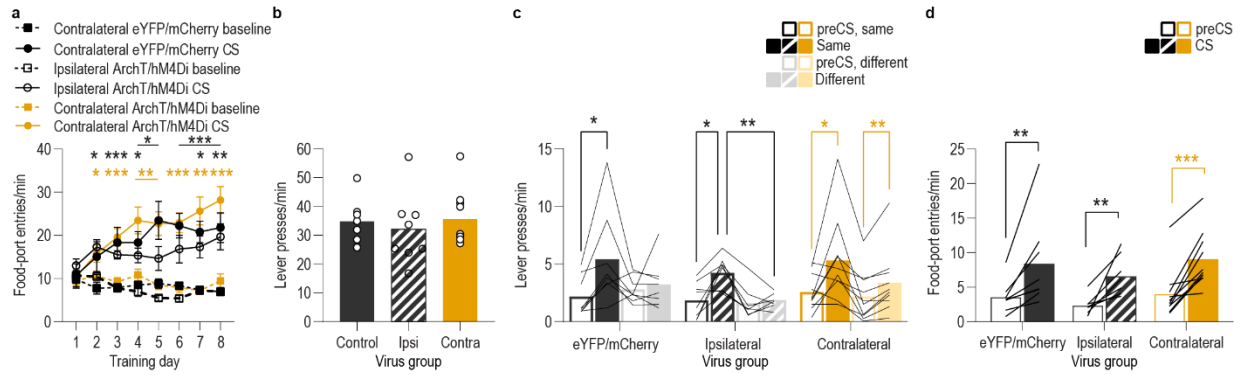 a
Contralateral eYFP/mCherry baseline
Contralateral eYFP/mCherry CS
Ipsilateral ArchT/hM4Di baseline
Ipsilateral ArchT/hM4Di CS
Contralateral ArchT/hM4Di baseline
Contralateral ArchT/hM4Di CS
* ***
* *** * * **
* *** ** *** ** ***
Food-port entries/min
40
30
20
10
0
1 2 3 4 5 6 7 8
Training day
b
Lever presses/min
60
50
40
30
20
10
0
Control Ipsi Contra
Virus group
c
preCS, same
Same
preCS, different
Different
* * ** * **
Lever presses/min
15
10
5
0
eYFP/mCherry Ipsilateral Contralateral
Virus group
d
preCS
CS
** ** ***
Food-port entries/min
25
20
15
10
5
0
eYFP/mCherry Ipsilateral Contralateral
Virus group